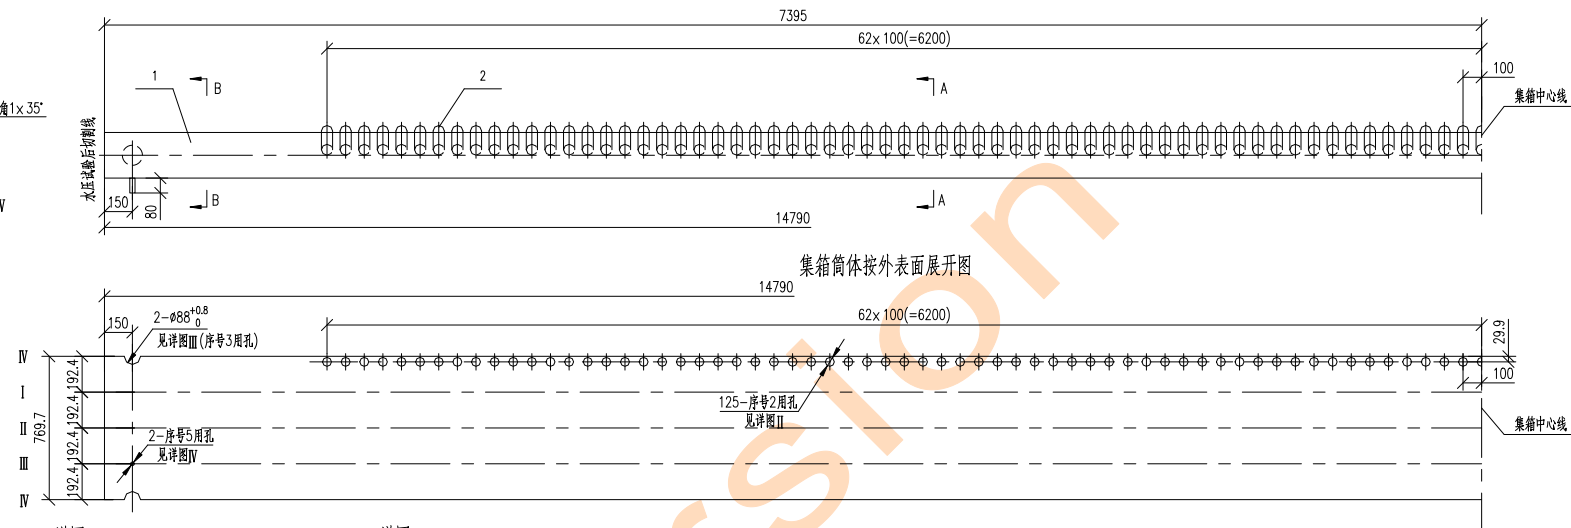 7395
62×100(=6200)
1
B
2
A
100
角1×35°
集箱中心线
水压试验后切割线
150
80
B
A
14790
集箱筒体按外表面展开图
14790
150
2-φ88+0.8 0
见详图Ⅲ(序号3用孔)
62×100(=6200)
29.9
Ⅳ
192.4
100
Ⅰ
192.4
125-序号2用孔
见详图Ⅱ
769.7
Ⅱ
集箱中心线
192.4
2-序号5用孔
见详图Ⅳ
Ⅲ
192.4
Ⅳ
ssion